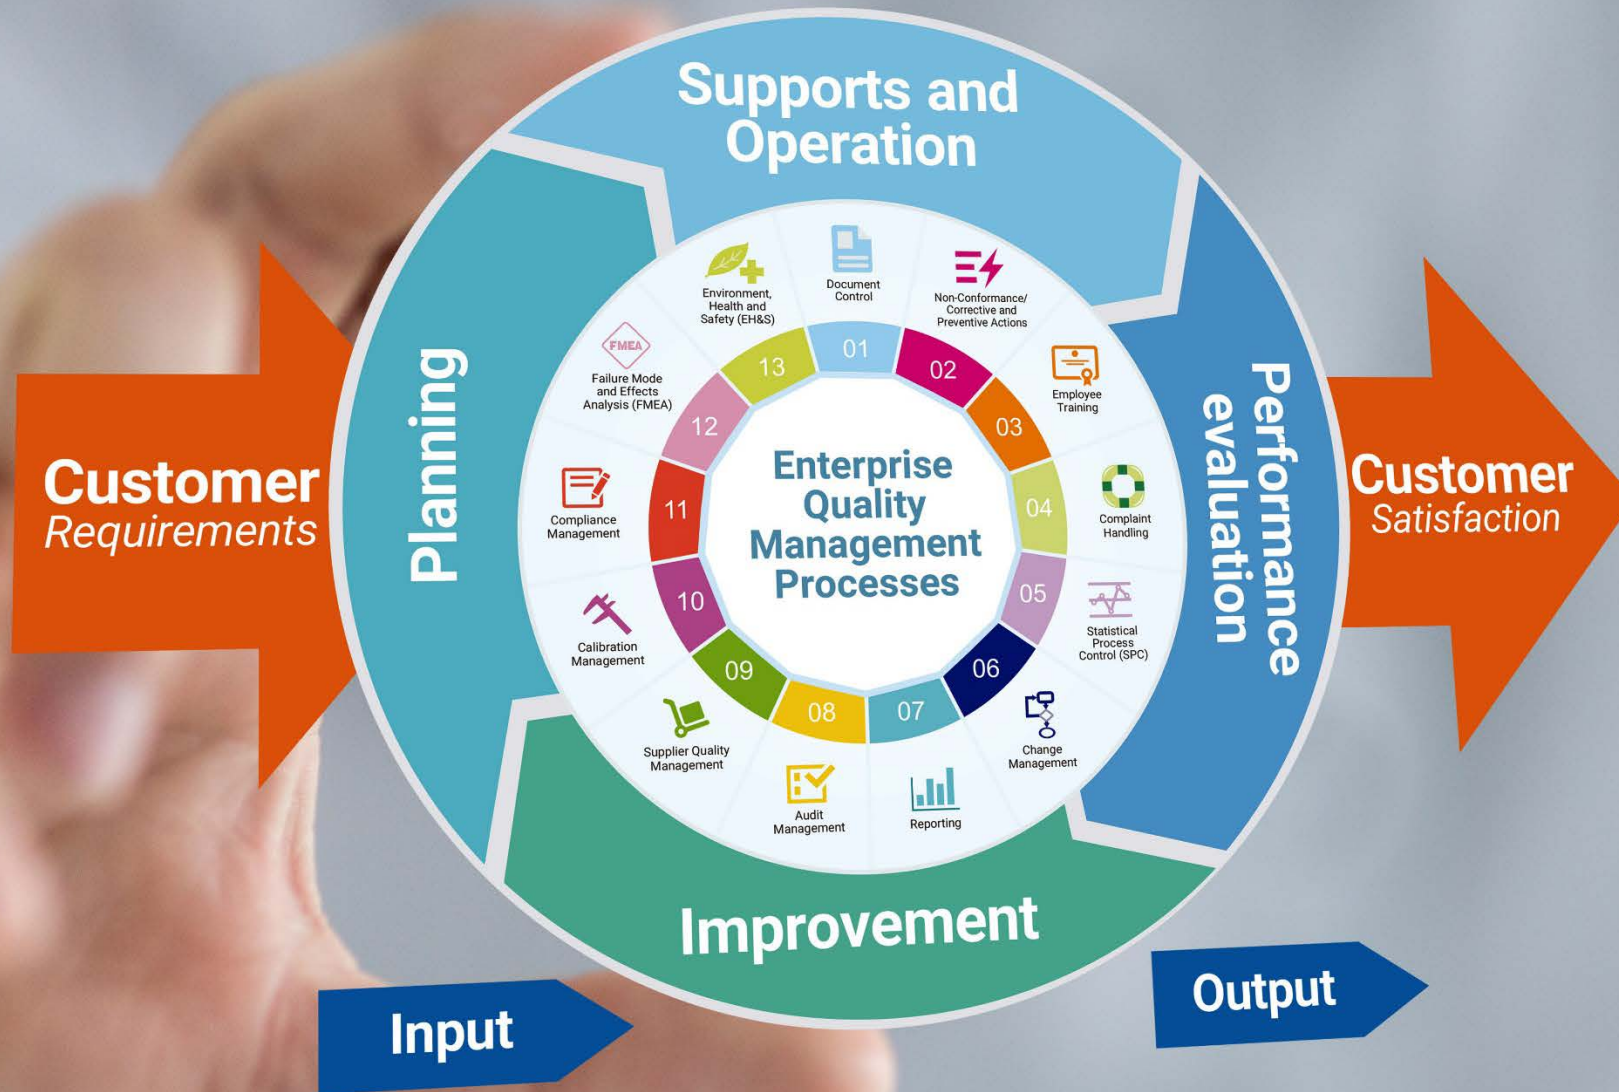 Supports and
Operation
Planning
Performance
evaluation
Improvement
Customer
Requirements
Customer
Satisfaction
Input
Output
Enterprise
Quality
Management
Processes
01
Document
Control
02
Non-Conformance/
Corrective and
Preventive Actions
03
Employee
Training
04
Complaint
Handling
05
Statistical
Process
Control (SPC)
06
Change
Management
07
Reporting
08
Audit
Management
09
Supplier Quality
Management
10
Calibration
Management
11
Compliance
Management
12
FMEA
Failure Mode
and Effects
Analysis (FMEA)
13
Environment,
Health and
Safety (EH&S)